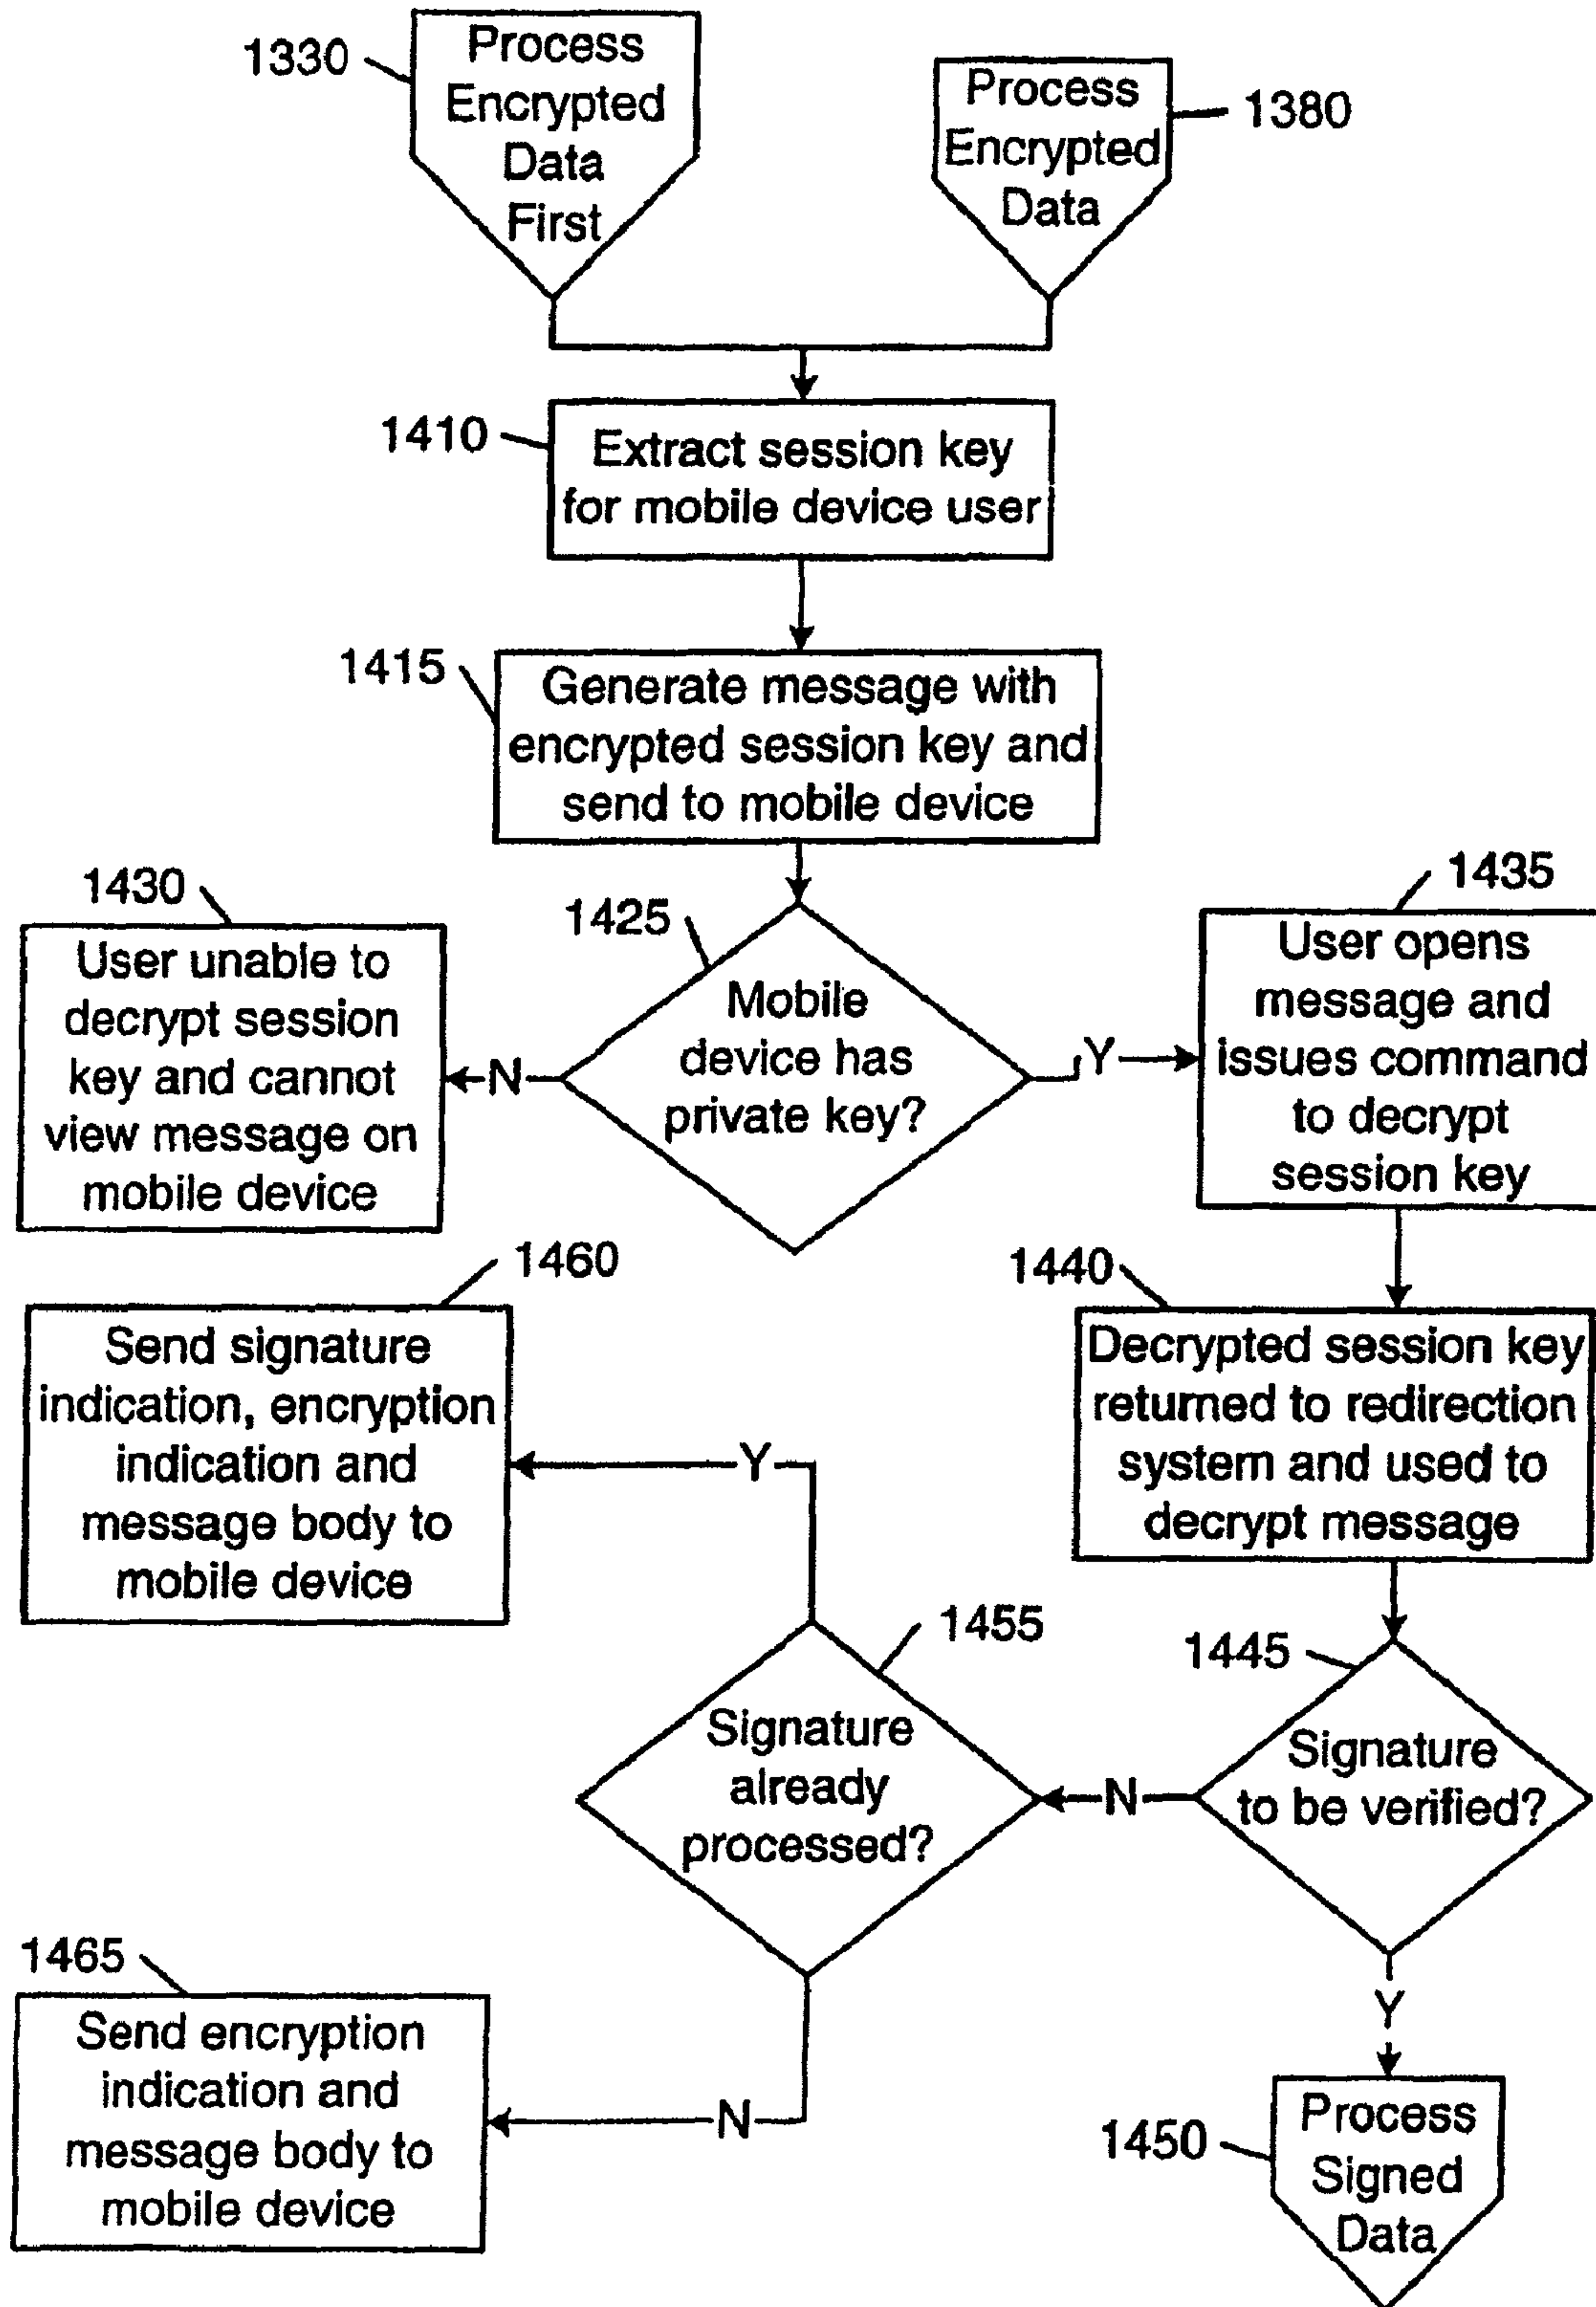 1330
Process
Encrypted
Data
First
Process
Encrypted
Data
1380
1410
Extract session key
for mobile device user
1415
Generate message with
encrypted session key and
send to mobile device
1430
User unable to
decrypt session
key and cannot
view message on
mobile device
N
1425
Mobile
device has
private key?
Y
1435
User opens
message and
issues command
to decrypt
session key
1440
Decrypted session key
returned to redirection
system and used to
decrypt message
1460
Send signature
indication, encryption
indication and
message body to
mobile device
Y
1455
Signature
already
processed?
N
1445
Signature
to be verified?
Y
1465
Send encryption
indication and
message body to
mobile device
N
1450
Process
Signed
Data